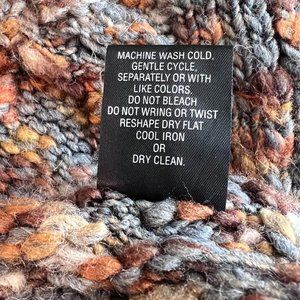 MACHINE WASH COLD.
GENTLE CYCLE,
SEPARATELY OR WITH
LIKE COLORS.
DO NOT BLEACH
DO NOT WRING OR TWIST
RESHAPE DRY FLAT
COOL IRON
OR
DRY CLEAN.